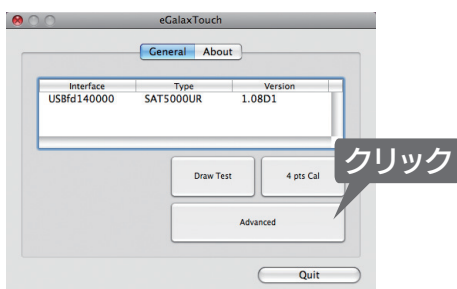 eGalaxTouch
General About
Interface Type Version
USBfd140000 SAT5000UR 1.08D1
クリック
Draw Test 4 pts Cal
Advanced
Quit